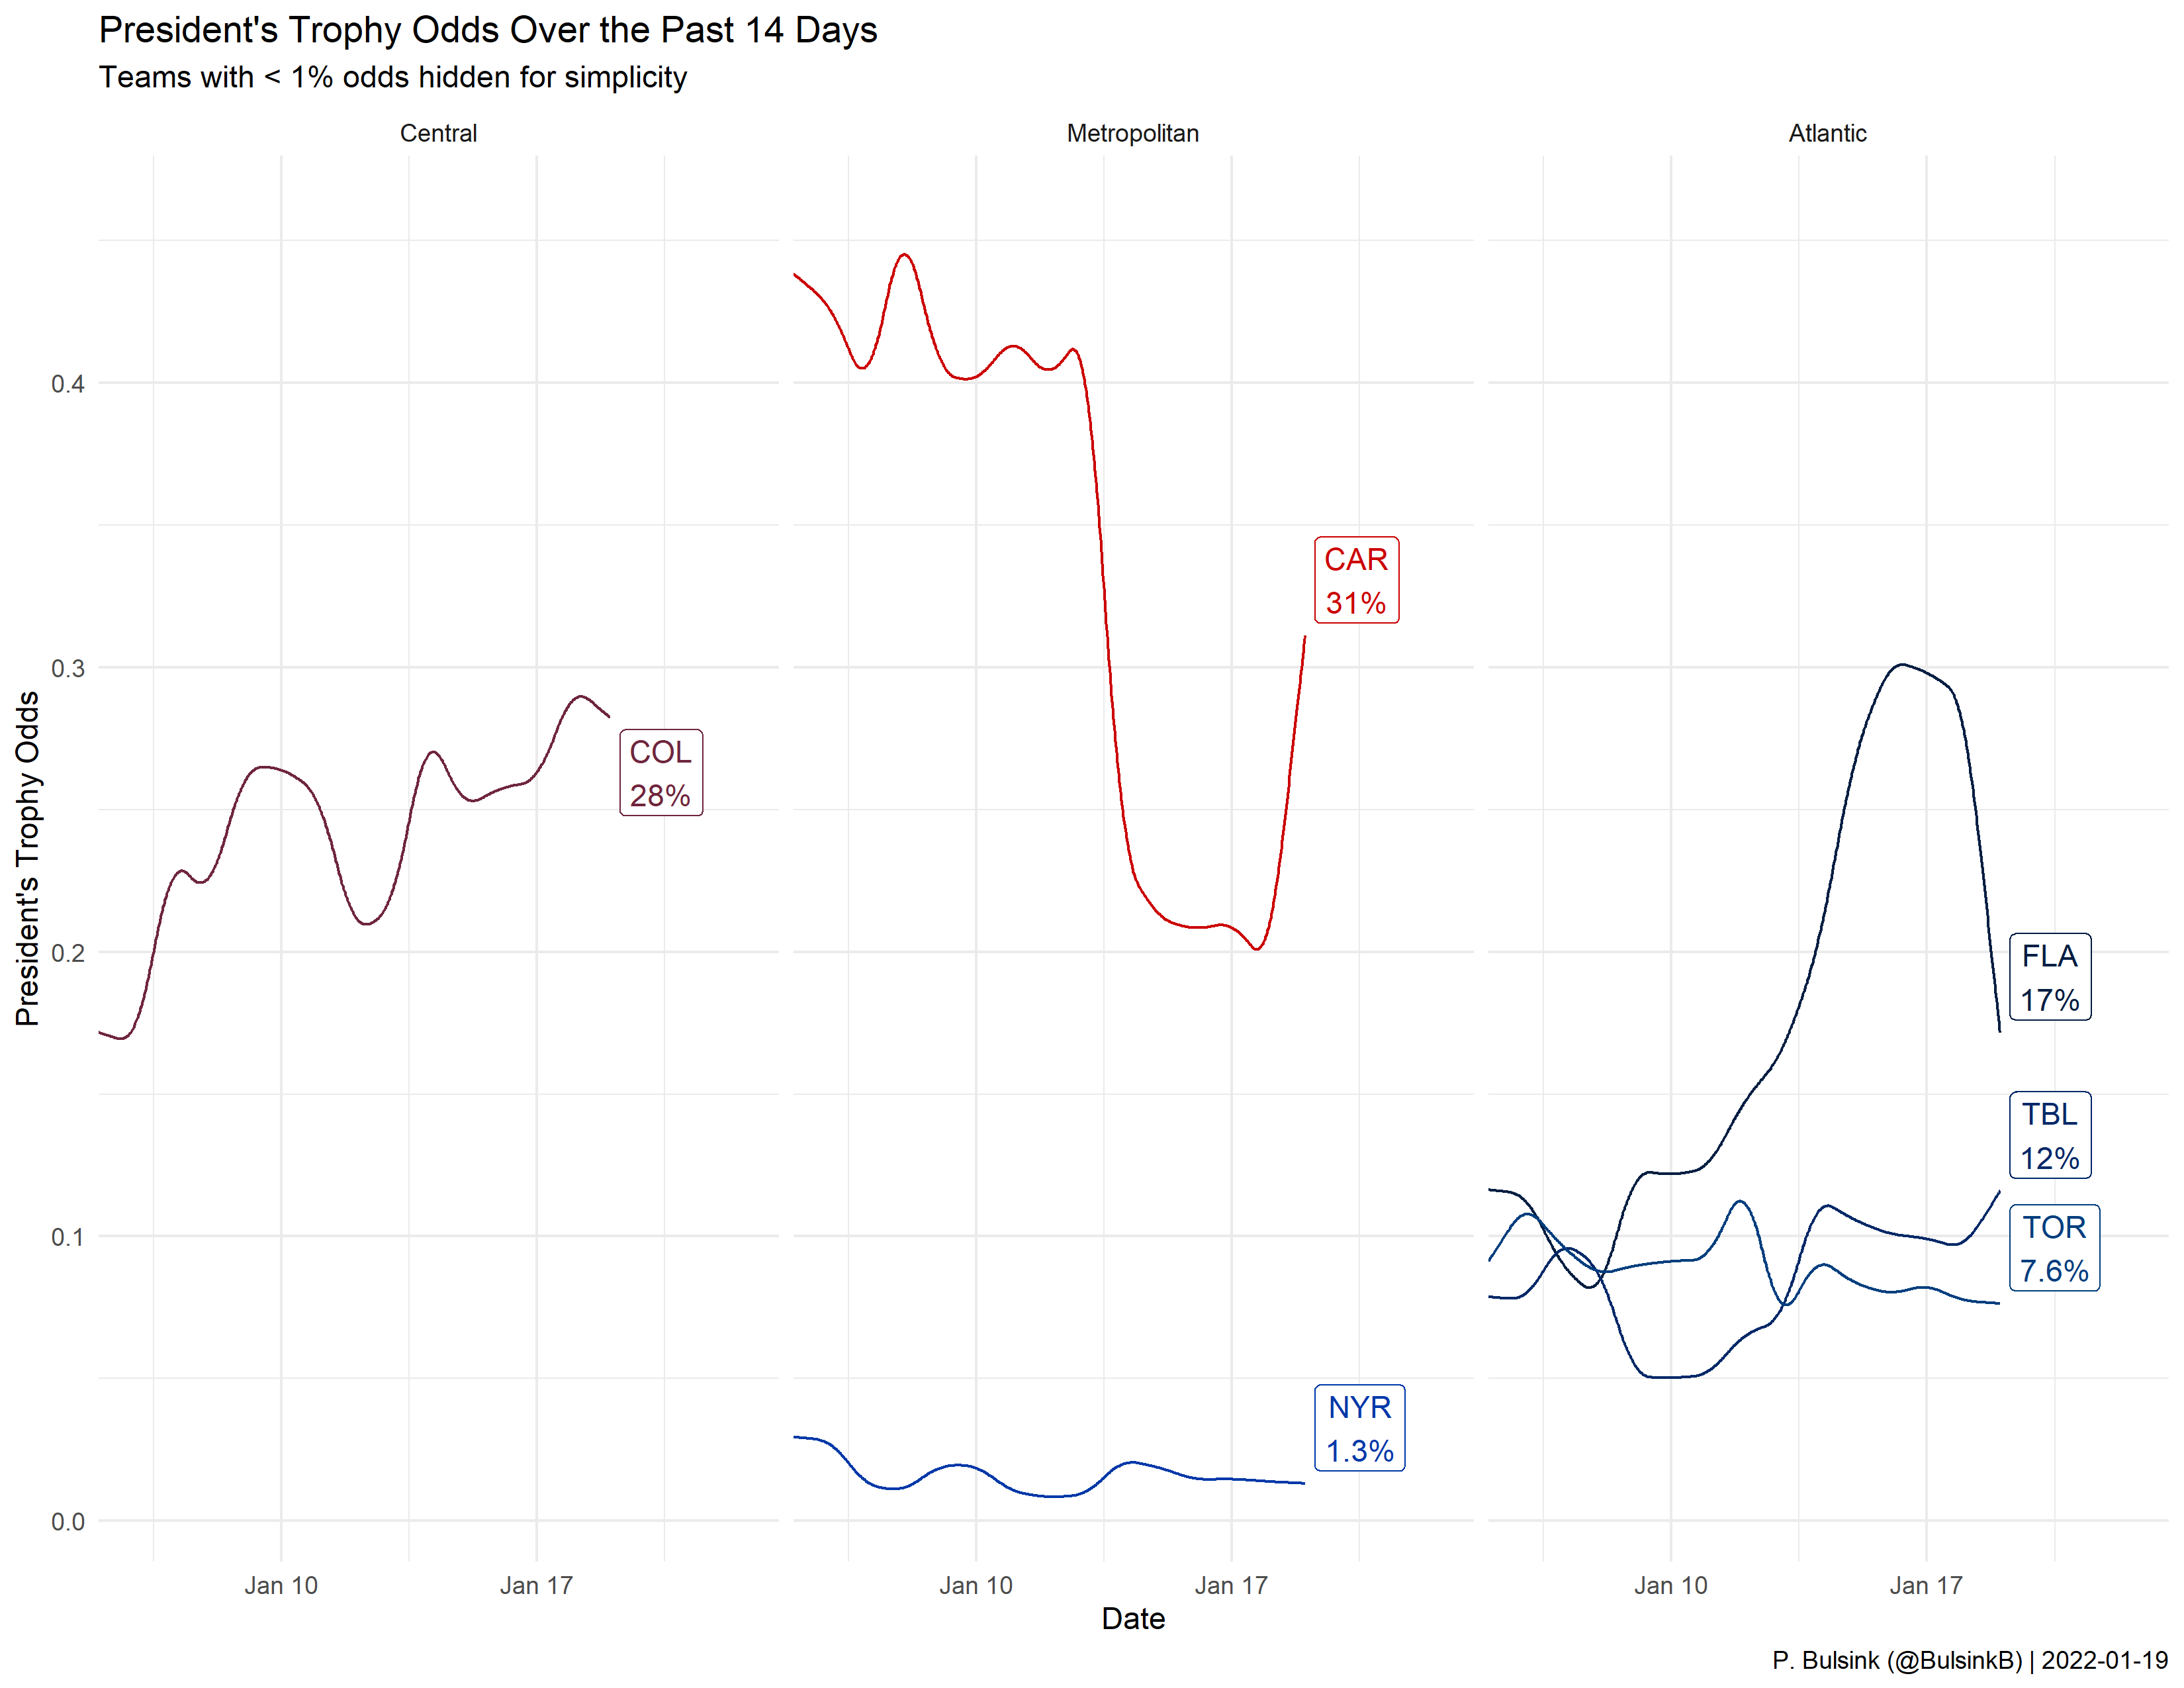 President's Trophy Odds Over the Past 14 Days
Teams with < 1% odds hidden for simplicity
Central
Metropolitan
Atlantic
President's Trophy Odds
0.4
0.3
0.2
0.1
0.0
COL
28%
CAR
31%
NYR
1.3%
FLA
17%
TBL
12%
TOR
7.6%
Jan 10
Jan 17
Jan 10
Jan 17
Jan 10
Jan 17
Date
P. Bulsink (@BulsinkB) | 2022-01-19